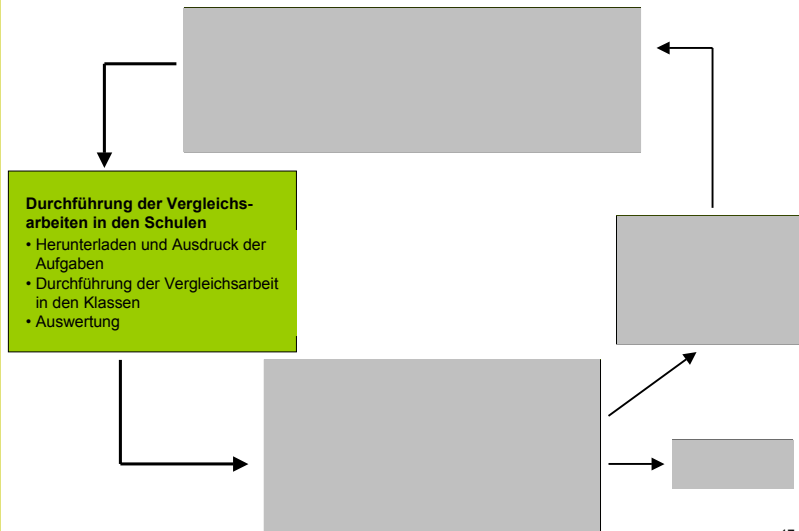 Durchführung der Vergleichs-
arbeiten in den Schulen
• Herunterladen und Ausdruck der
Aufgaben
• Durchführung der Vergleichsarbeit
in den Klassen
• Auswertung